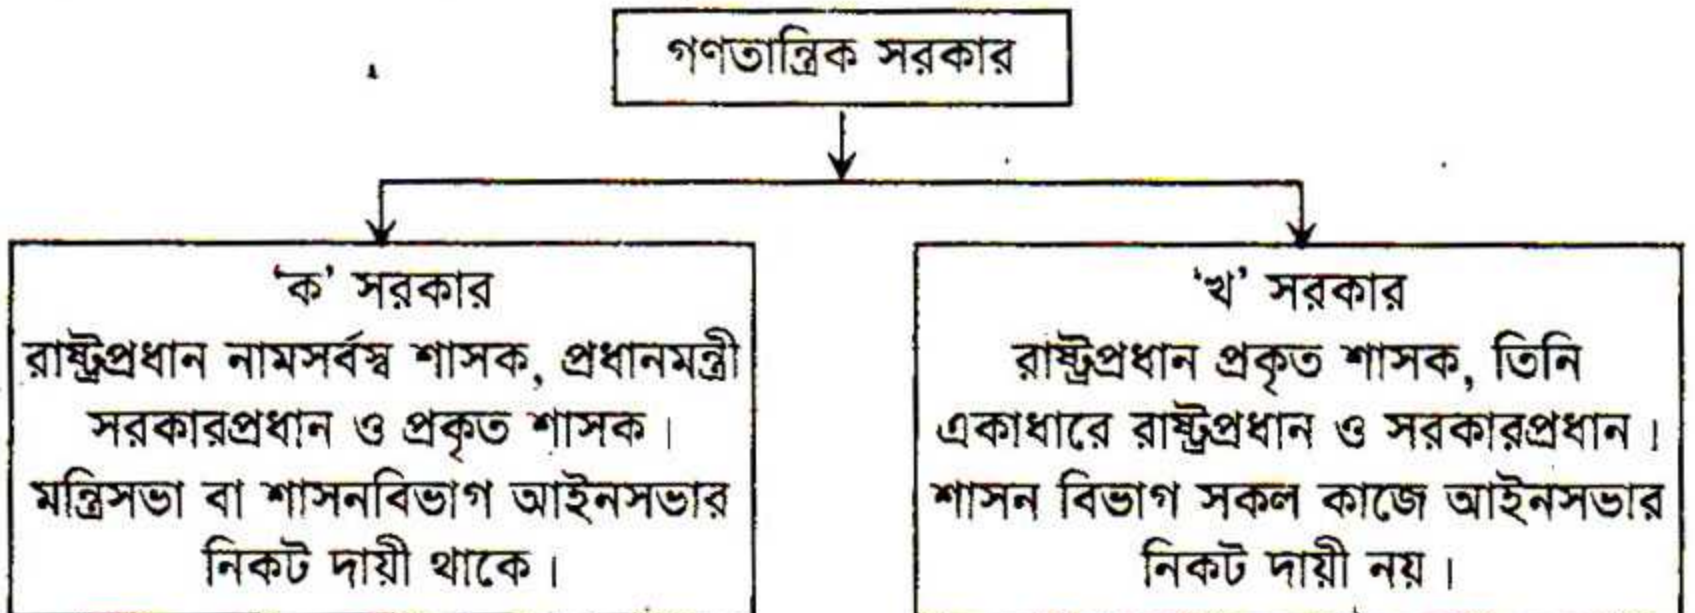 গণতান্ত্রিক সরকার
'ক' সরকার
রাষ্ট্রপ্রধান নামসর্বস্ব শাসক, প্রধানমন্ত্রী
সরকারপ্রধান ও প্রকৃত শাসক।
মন্ত্রিসভা বা শাসনবিভাগ আইনসভার
নিকট দায়ী থাকে।
'খ' সরকার
রাষ্ট্রপ্রধান প্রকৃত শাসক, তিনি
একাধারে রাষ্ট্রপ্রধান ও সরকারপ্রধান।
শাসন বিভাগ সকল কাজে আইনসভার
নিকট দায়ী নয়।